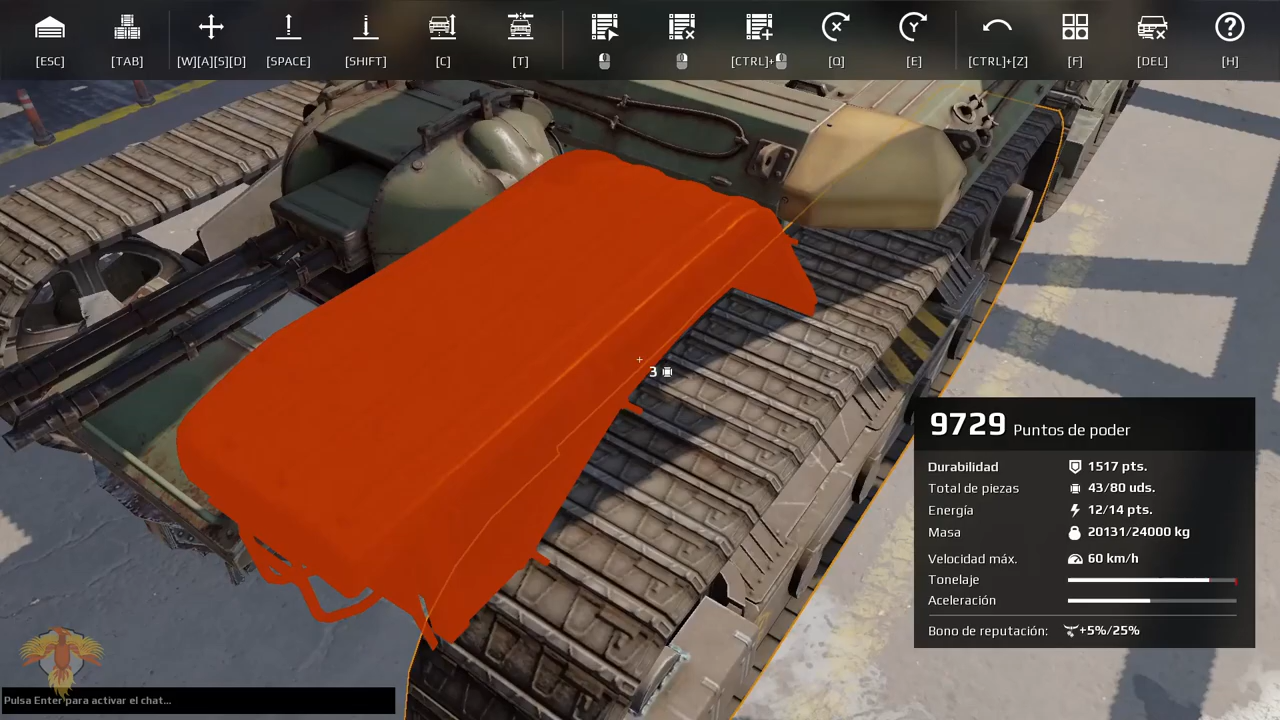 [ESC] [TAB] [W][A][S][D] [SPACE] [SHIFT] [C] [T] [CTRL]+ [Q] [E] [CTRL]+[Z] [F] [DEL] [H]
X Y ?
3
9729 Puntos de poder
Durabilidad 1517 pts.
Total de piezas 43/80 uds.
Energía 12/14 pts.
Masa 20131/24000 kg
Velocidad máx. 60 km/h
Tonelaje
Aceleración
Bono de reputación: +5%/25%
Pulsa Enter para activar el chat...